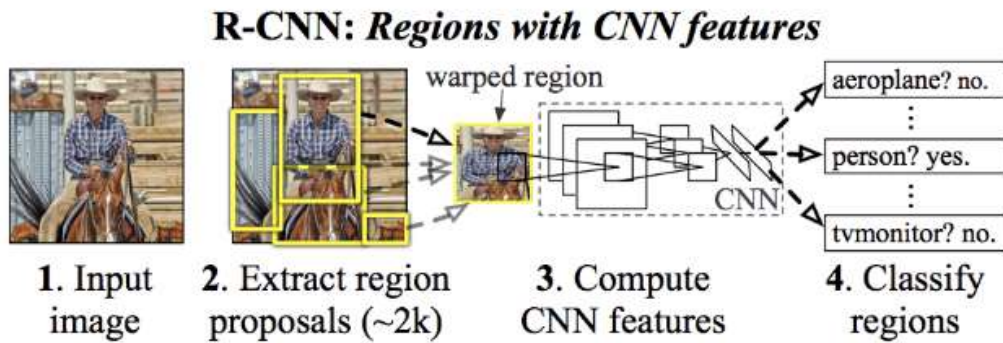 R-CNN: Regions with CNN features
warped region
aeroplane? no.
person? yes.
tvmonitor? no.
CNN
1. Input
image
2. Extract region
proposals (~2k)
3. Compute
CNN features
4. Classify
regions